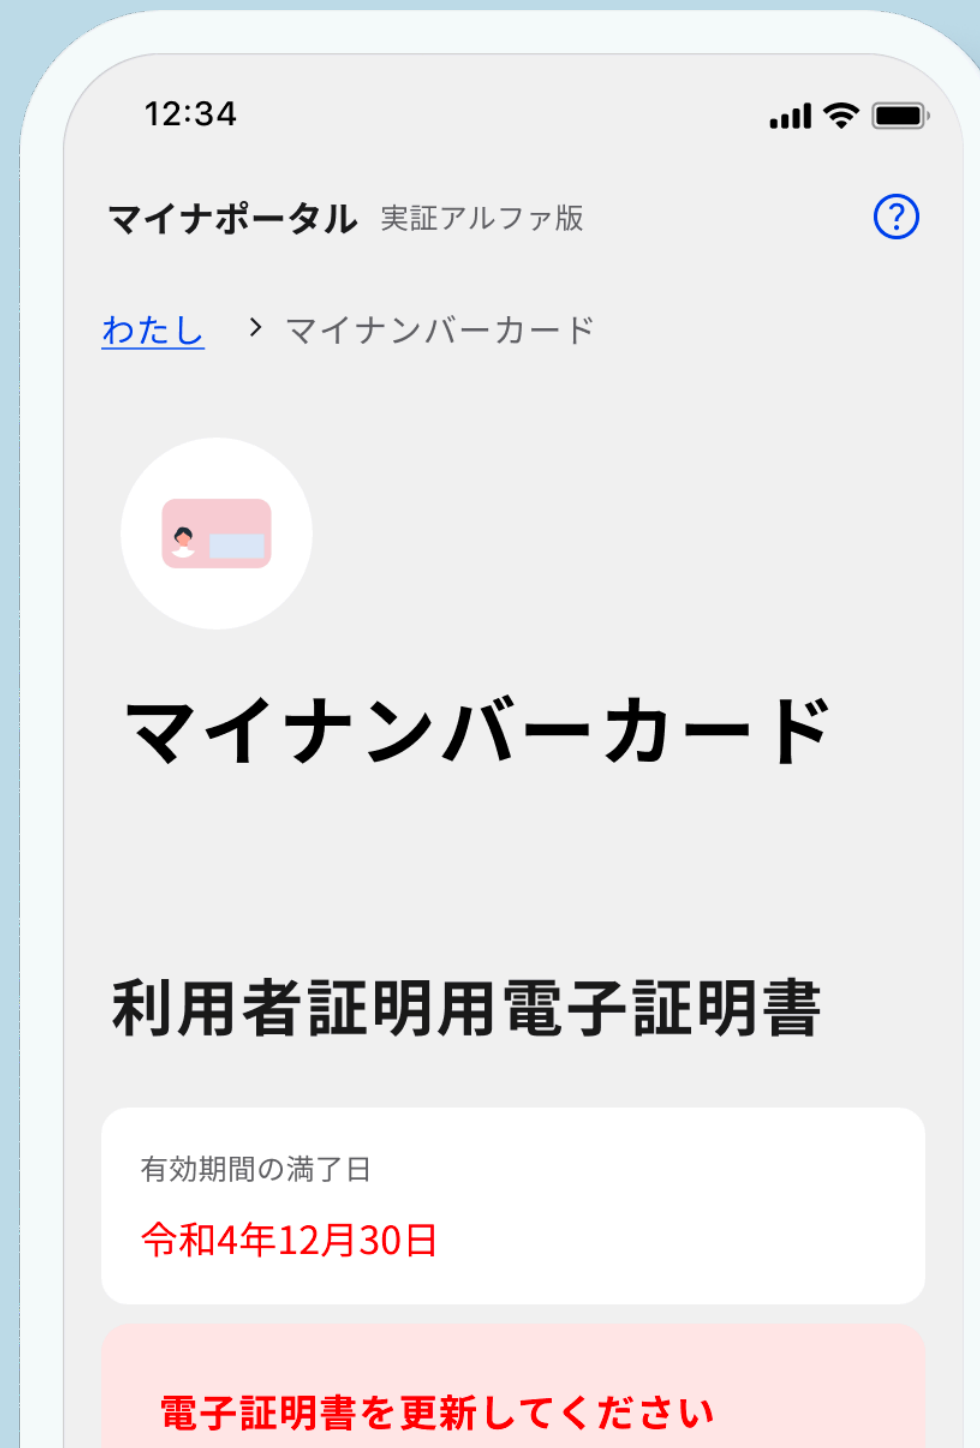 12:34
マイナポータル 実証アルファ版
わたし > マイナンバーカード
マイナンバーカード
利用者証明用電子証明書
有効期間の満了日
令和4年12月30日
電子証明書を更新してください